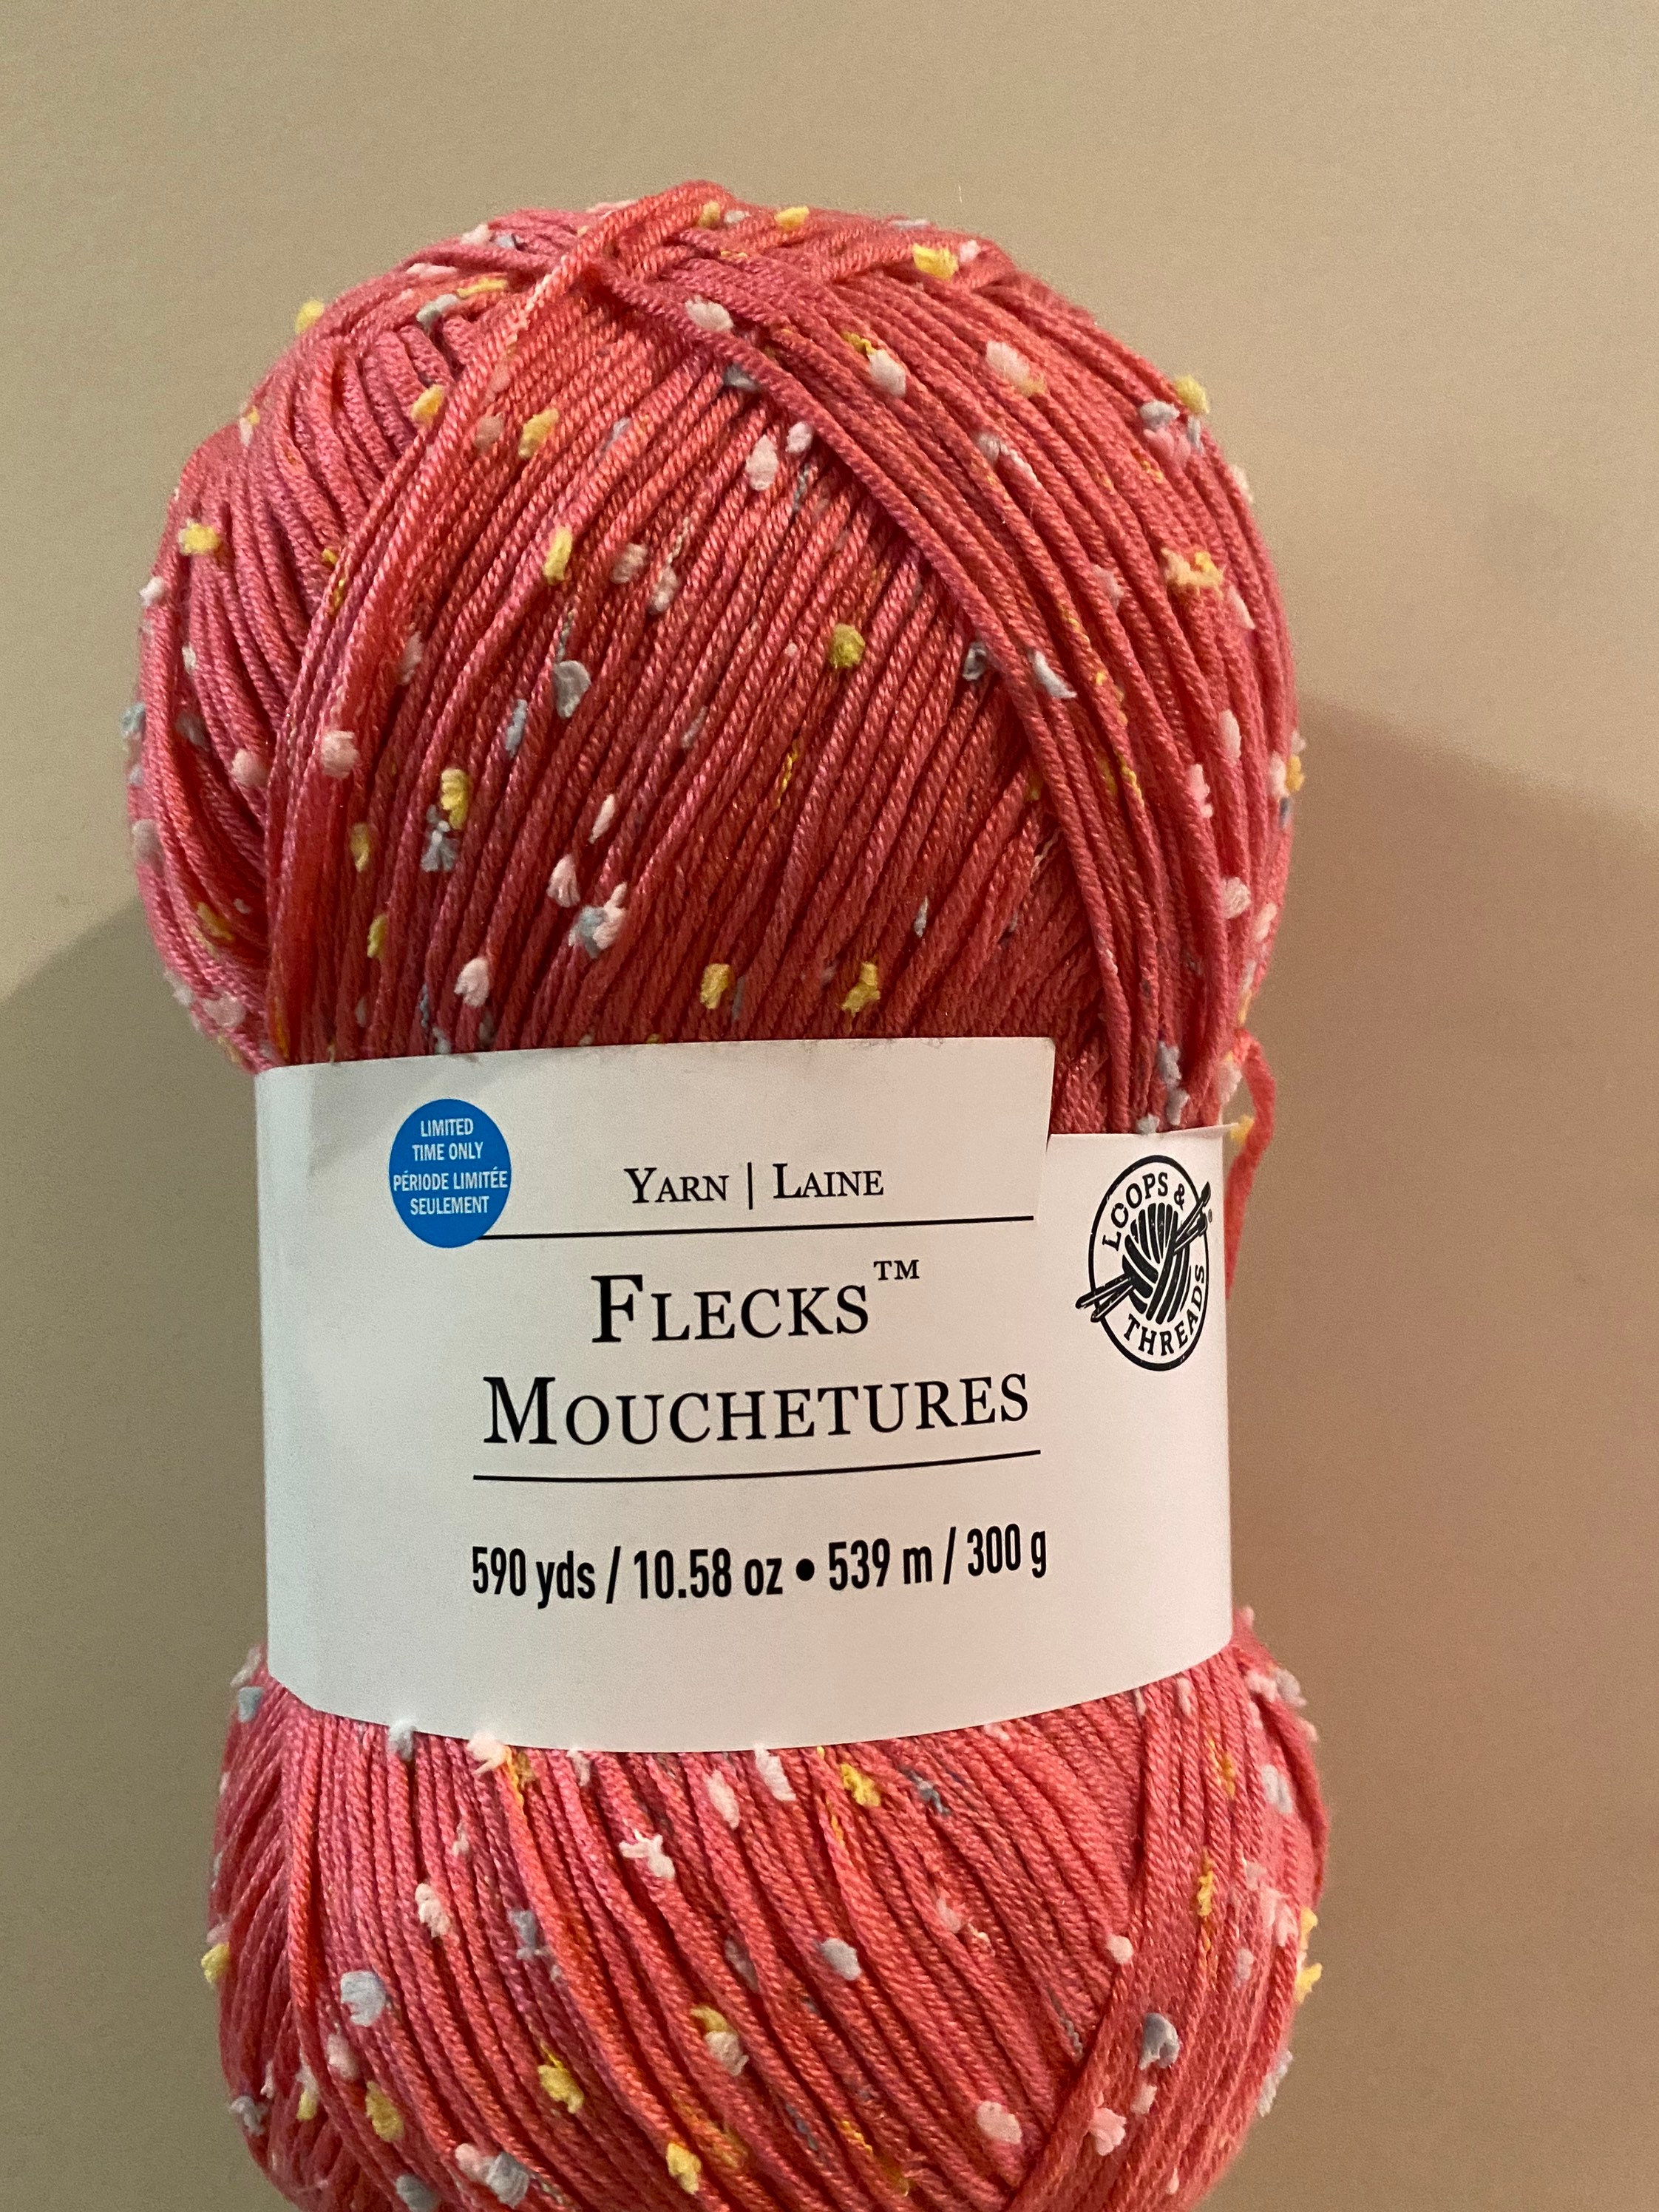 LIMITED
TIME ONLY
PÉRIODE LIMITÉE
SEULEMENT
YARN | LAINE
FLECKS™
MOUCHETURES
590 yds / 10.58 oz • 539 m / 300 g
LOOPS &
THREADS®